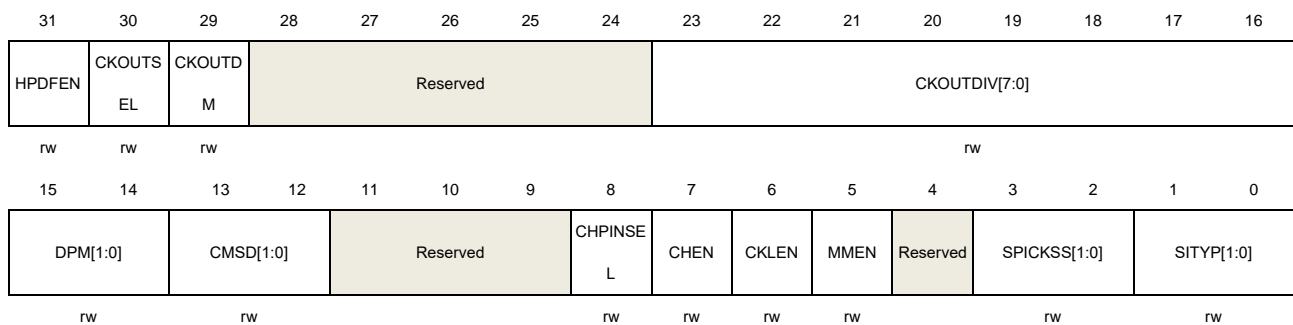 31 30 29 28 27 26 25 24 23 22 21 20 19 18 17 16
HPDFEN CKOUTS EL CKOUTD M Reserved CKOUTDIV[7:0]
rw rw rw rw
15 14 13 12 11 10 9 8 7 6 5 4 3 2 1 0
DPM[1:0] CMSD[1:0] Reserved CHPINSE L CHEN CKLEN MMEN Reserved SPICKSS[1:0] SITYP[1:0]
rw rw rw rw rw rw rw rw